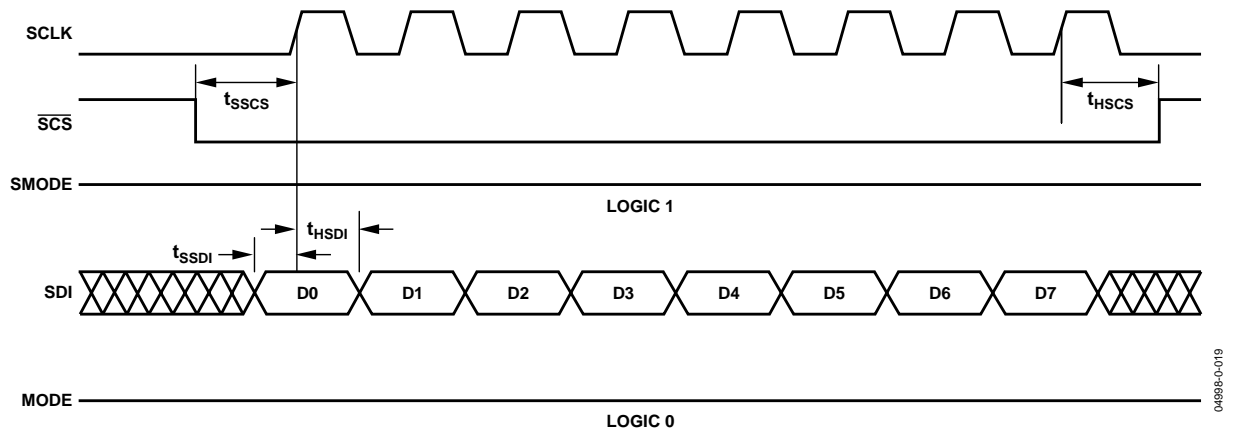 SCLK
tSSCS
tHSCS
SCS
SMODE
LOGIC 1
tSSDI
tHSDI
SDI
D0 D1 D2 D3 D4 D5 D6 D7
MODE
LOGIC 0
04998-0-019